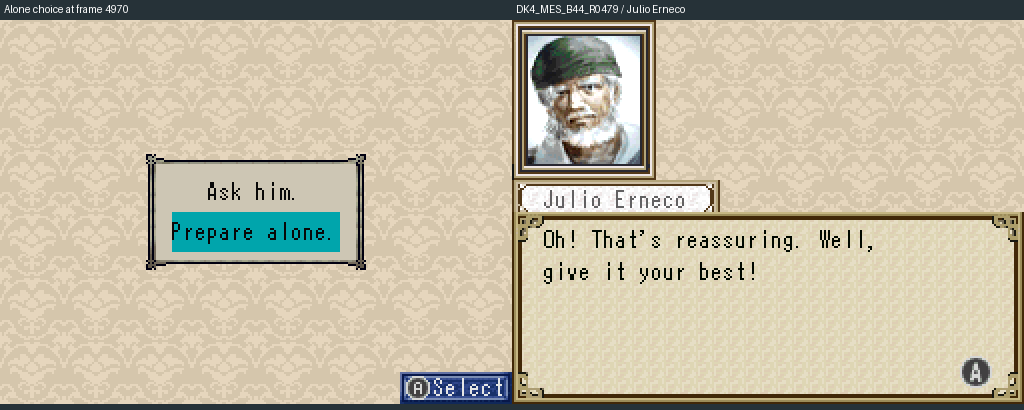 Alone choice at frame 4970
Ask him.
Prepare alone.
A Select
DK4_MES_B44_R0479 / Julio Erneco
Julio Erneco
Oh! That's reassuring. Well,
give it your best!
A